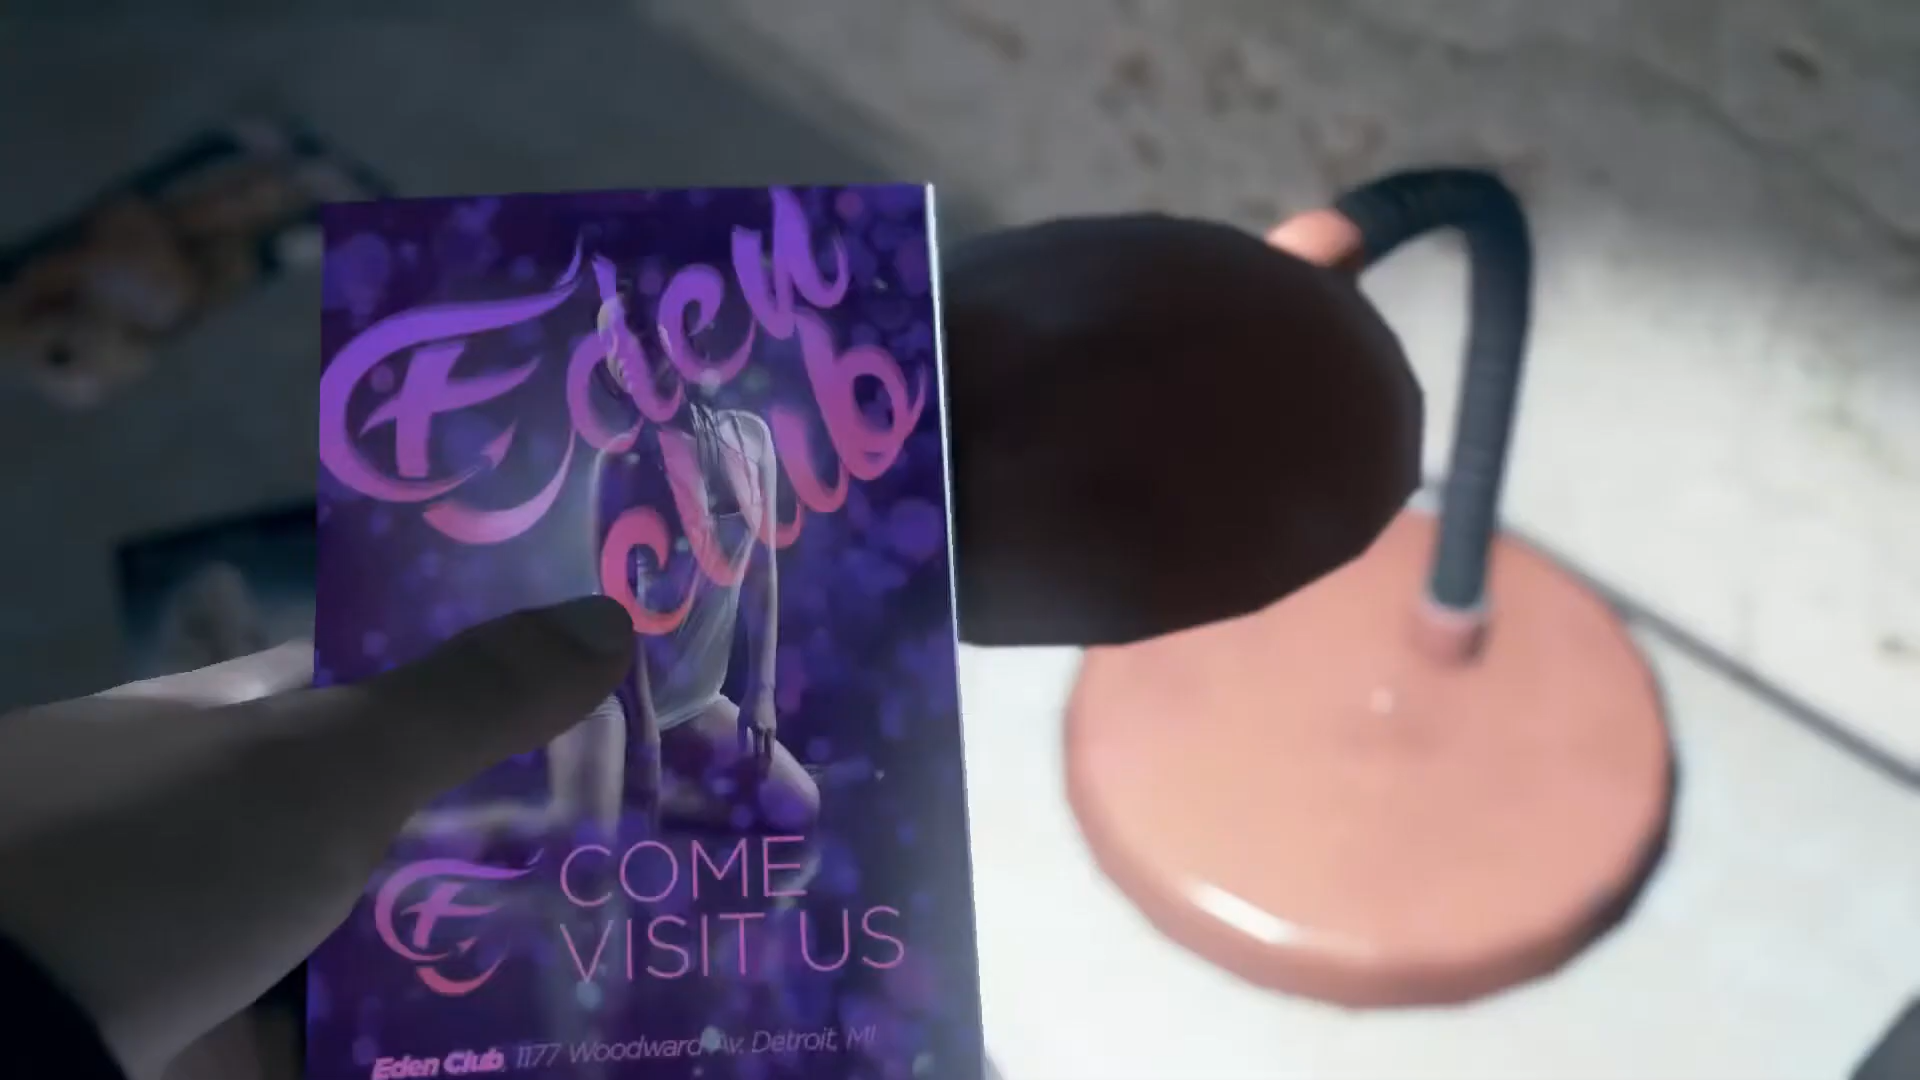 Eden
club
COME
VISIT US
Eden Club, 1177 Woodward Av. Detroit, MI